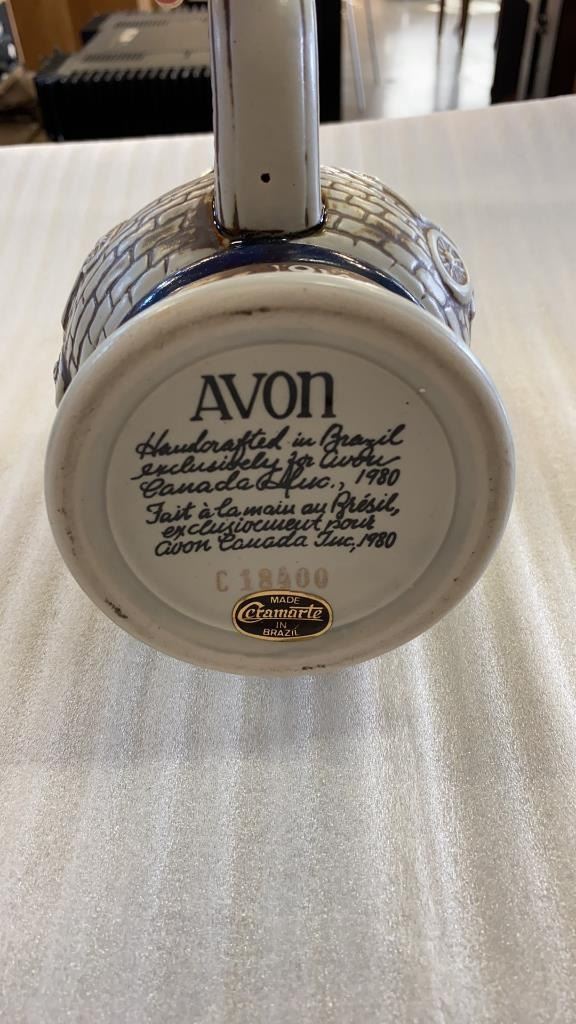 AVON
Handcrafted in Brazil
exclusively for Avon
Canada Inc., 1980
Fait à la main au Brésil,
exclusivement pour
Avon Canada Inc, 1980
C 18400
MADE
Ceramarte
IN
BRAZIL